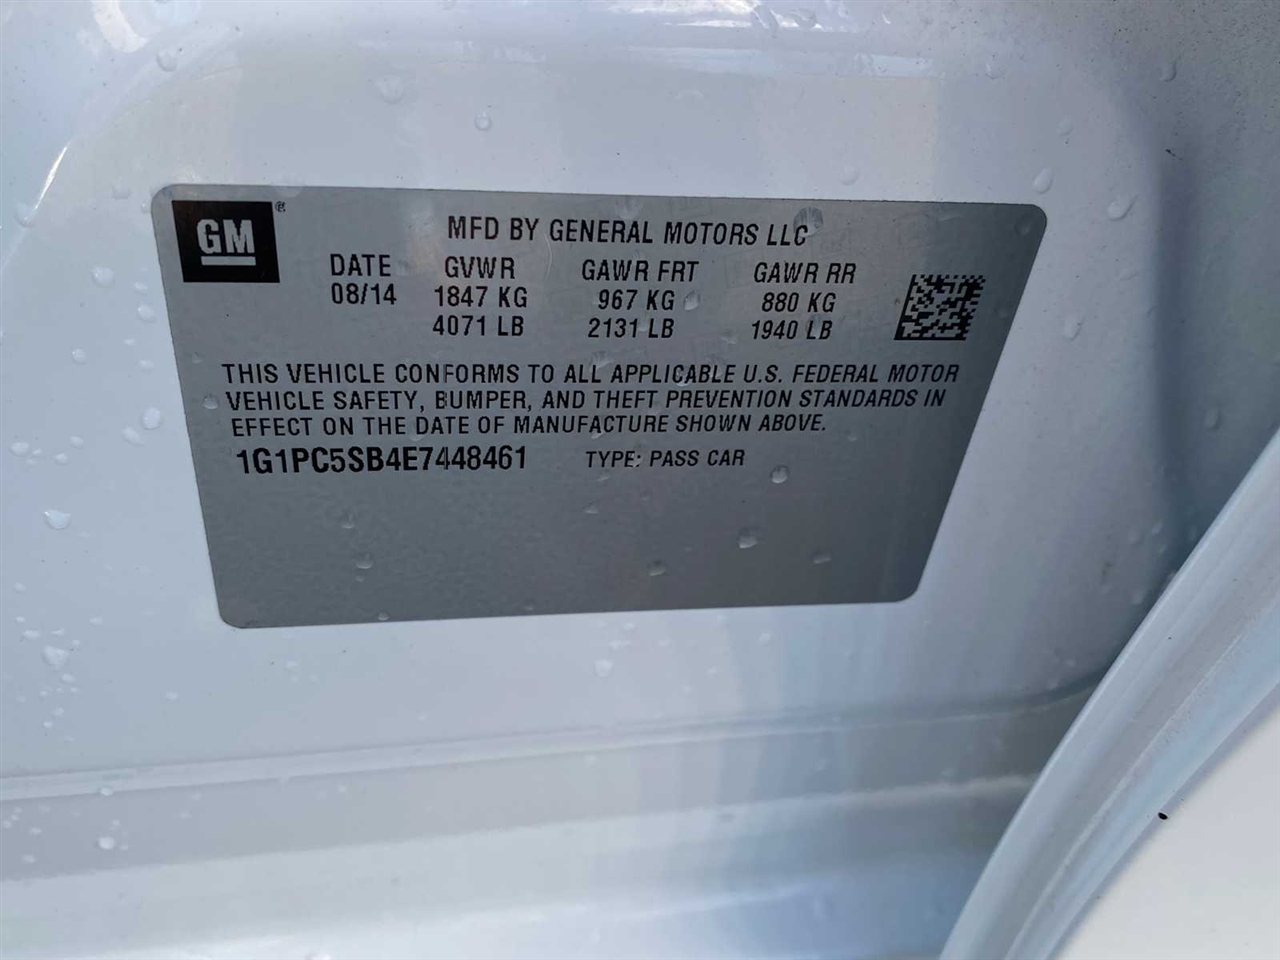 GM ®
MFD BY GENERAL MOTORS LLC
DATE GVWR GAWR FRT GAWR RR
08/14 1847 KG 967 KG 880 KG
4071 LB 2131 LB 1940 LB
THIS VEHICLE CONFORMS TO ALL APPLICABLE U.S. FEDERAL MOTOR
VEHICLE SAFETY, BUMPER, AND THEFT PREVENTION STANDARDS IN
EFFECT ON THE DATE OF MANUFACTURE SHOWN ABOVE.
1G1PC5SB4E7448461 TYPE: PASS CAR